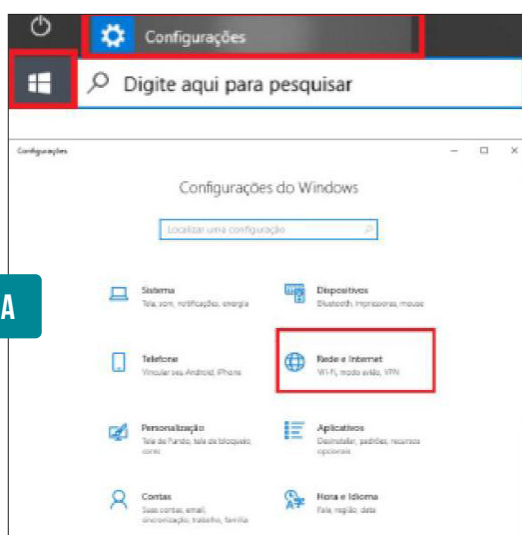 Configurações
Digite aqui para pesquisar
Configurações
Configurações do Windows
Localizar uma configuração
Sistema
Tela, som, notificações, energia
Dispositivos
Bluetooth, impressoras, mouse
A
Telefone
Vincular seu Android, iPhone
Rede e Internet
Wi-Fi, modo avião, VPN
Personalização
Tela de fundo, tela de bloqueio,
cores
Aplicativos
Desinstalar, padrões, recursos
opcionais
Contas
Suas contas, email,
sincronização, trabalho, família
Hora e Idioma
Fala, região, data